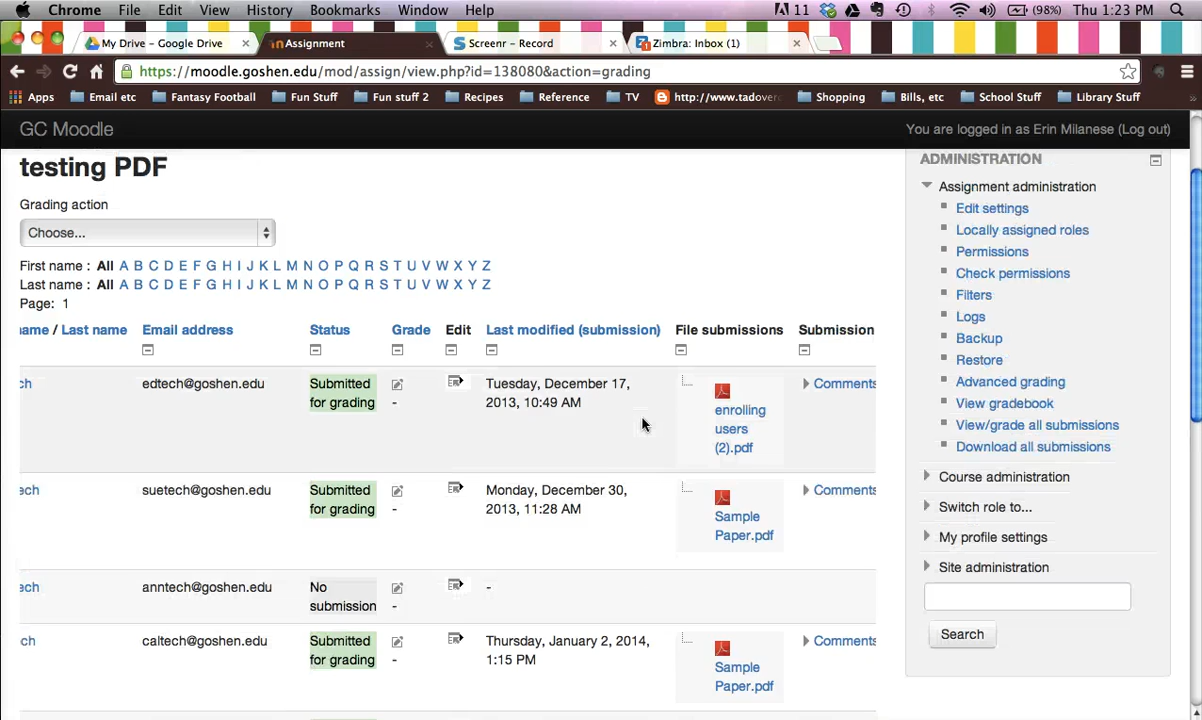 Chrome File Edit View History Bookmarks Window Help 11 (98%) Thu 1:23 PM
My Drive – Google Drive Assignment Screenr – Record Zimbra: Inbox (1)
https://moodle.goshen.edu/mod/assign/view.php?id=138080&action=grading
Apps Email etc Fantasy Football Fun Stuff Fun stuff 2 Recipes Reference TV http://www.tadover Shopping Bills, etc School Stuff Library Stuff
GC Moodle You are logged in as Erin Milanese (Log out)
testing PDF
Grading action
Choose...
First name : All A B C D E F G H I J K L M N O P Q R S T U V W X Y Z
Last name : All A B C D E F G H I J K L M N O P Q R S T U V W X Y Z
Page: 1
name / Last name Email address Status Grade Edit Last modified (submission) File submissions Submission
ch edtech@goshen.edu Submitted Tuesday, December 17, Comments
for grading - 2013, 10:49 AM
enrolling
users
(2).pdf
ech suetech@goshen.edu Submitted Monday, December 30, Comments
for grading - 2013, 11:28 AM
Sample
Paper.pdf
ech anntech@goshen.edu No -
submission -
ch caltech@goshen.edu Submitted Thursday, January 2, 2014, Comments
for grading - 1:15 PM
Sample
Paper.pdf
ADMINISTRATION
Assignment administration
Edit settings
Locally assigned roles
Permissions
Check permissions
Filters
Logs
Backup
Restore
Advanced grading
View gradebook
View/grade all submissions
Download all submissions
Course administration
Switch role to...
My profile settings
Site administration
Search